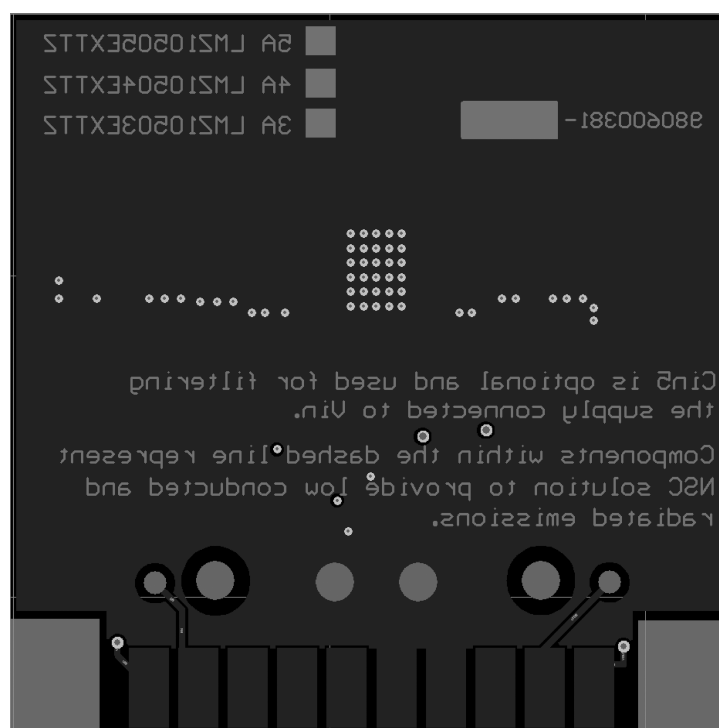 5A LMZ10505EXTTZ
4A LMZ10504EXTTZ
3A LMZ10503EXTTZ
980600381-
Cin5 is optional and used for filtering
the supply connected to Vin.
Components within the dashed line represent
NSC solution to provide low conducted and
radiated emissions.